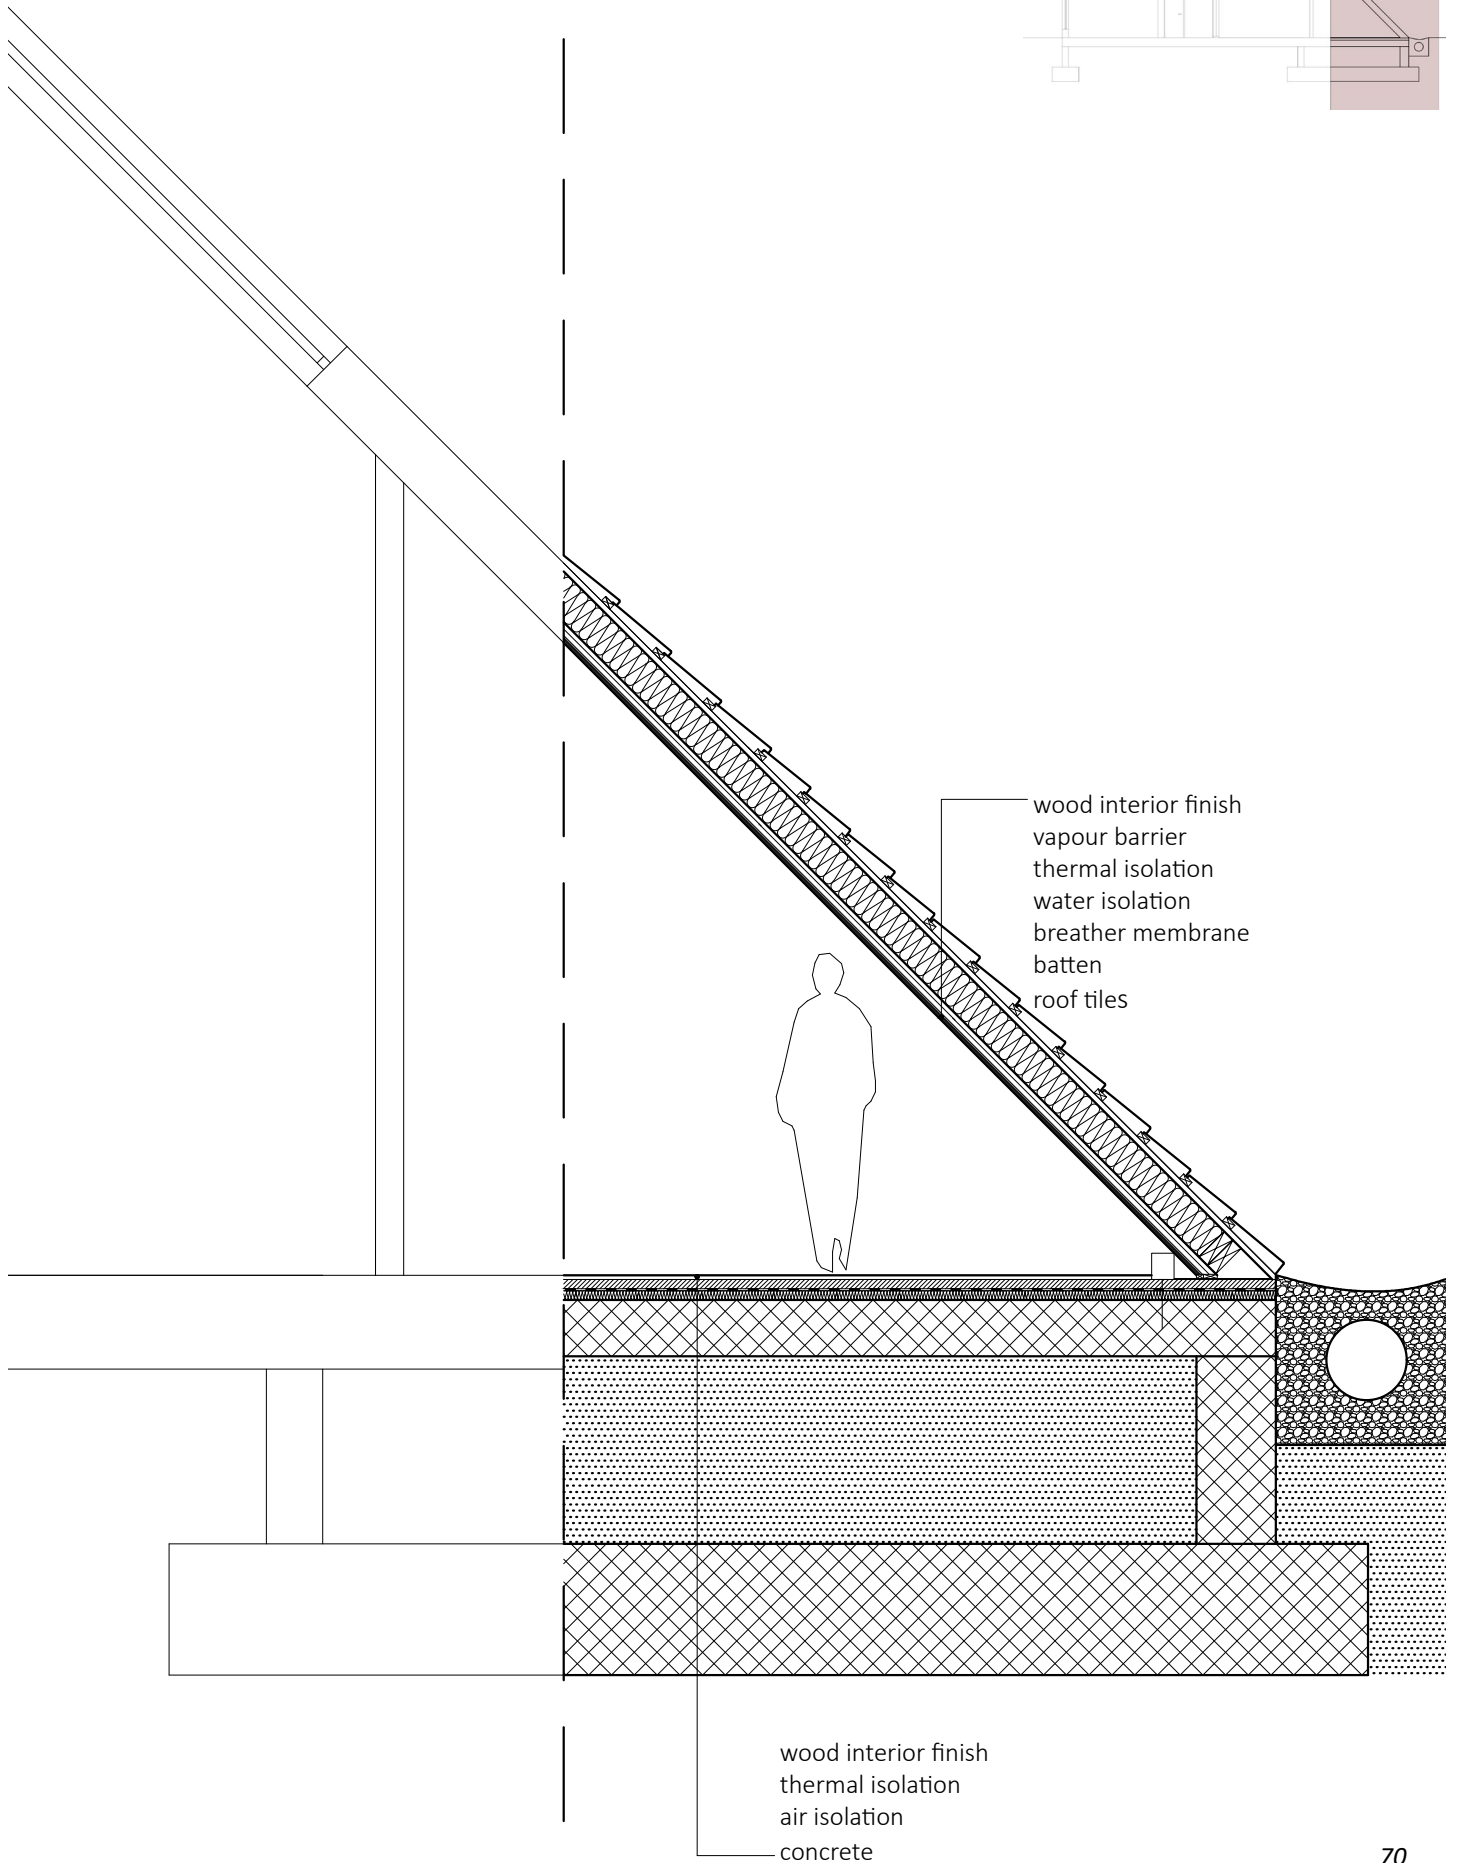 wood interior finish
vapour barrier
thermal isolation
water isolation
breather membrane
batten
roof tiles
wood interior finish
thermal isolation
air isolation
concrete
70